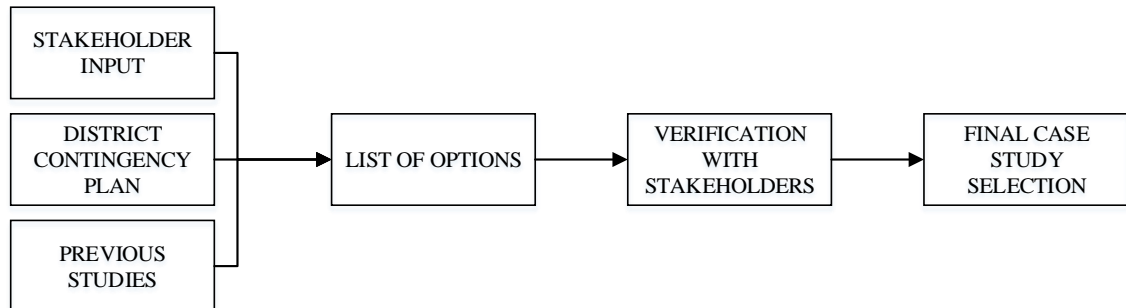 STAKEHOLDER
INPUT
DISTRICT
CONTINGENCY
PLAN
PREVIOUS
STUDIES
LIST OF OPTIONS
VERIFICATION
WITH
STAKEHOLDERS
FINAL CASE
STUDY
SELECTION